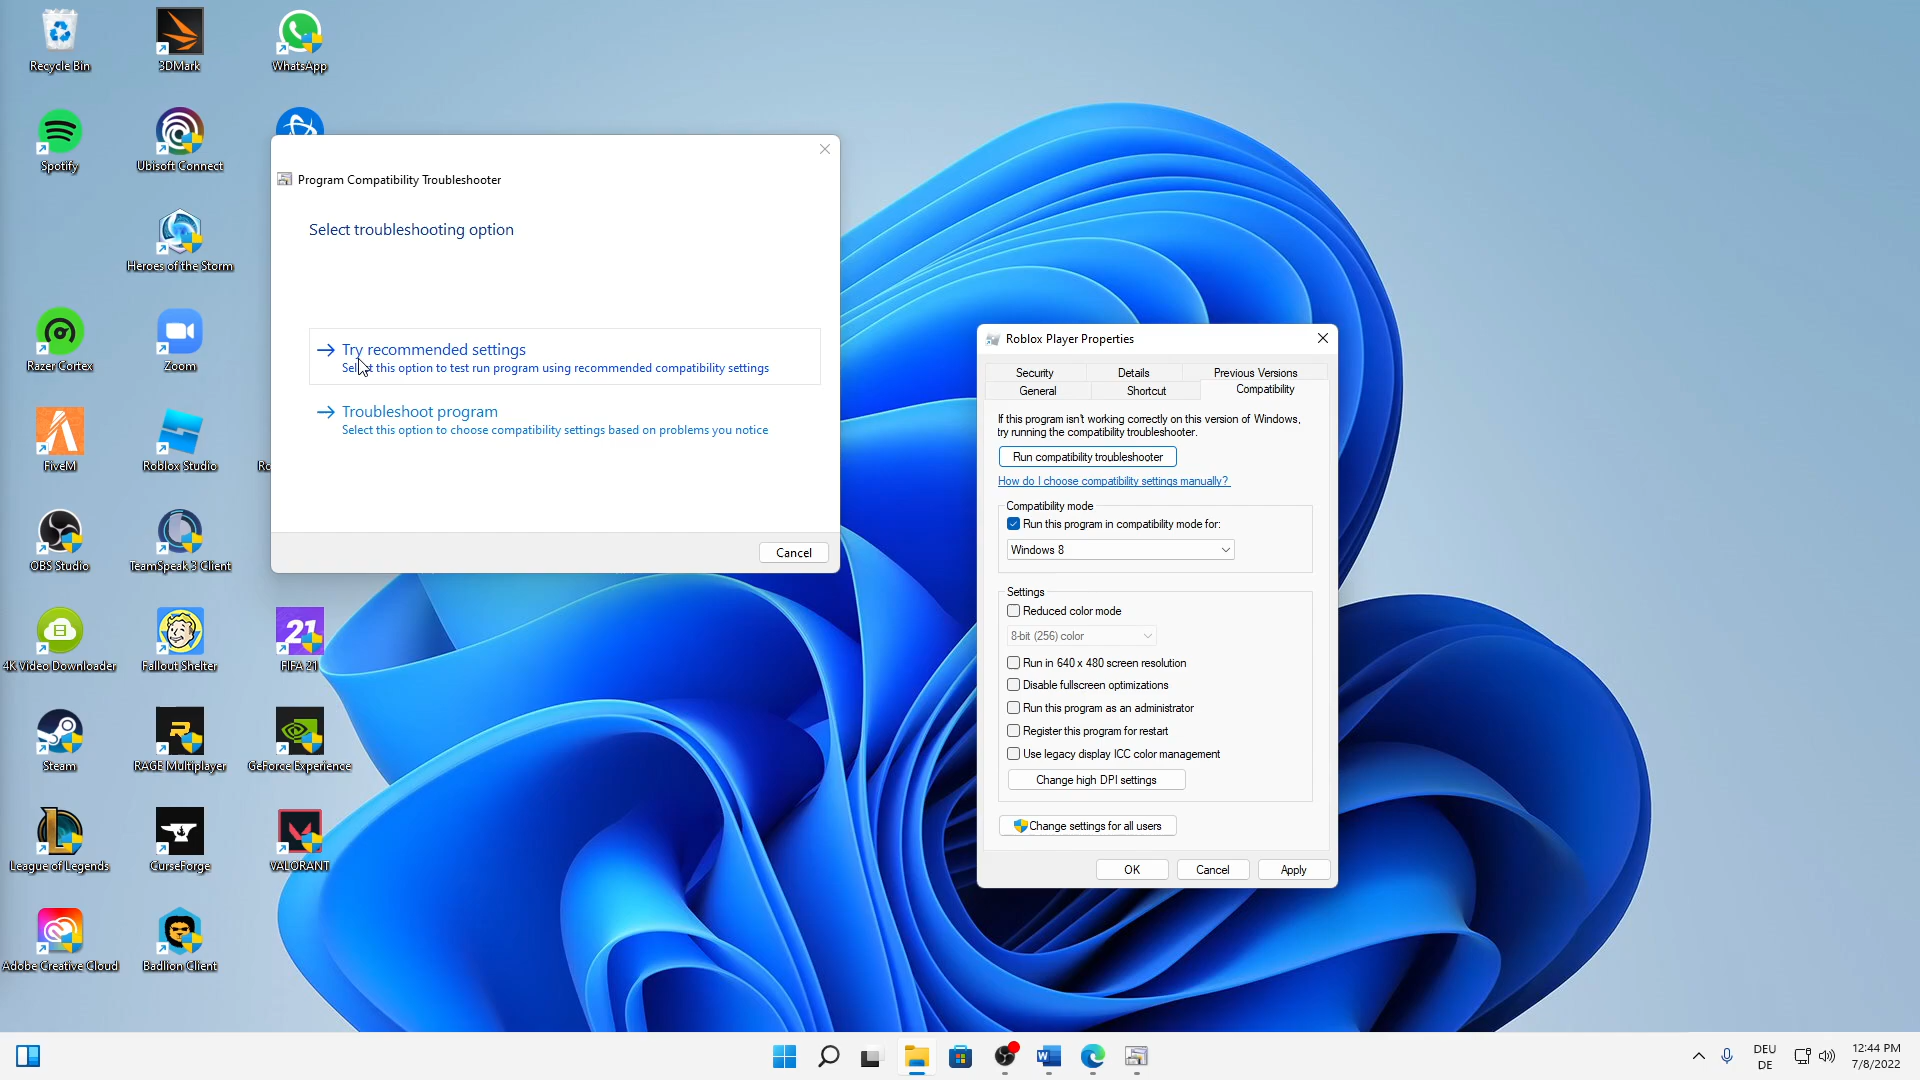 Recycle Bin
3DMark
WhatsApp
Spotify
Ubisoft Connect
Heroes of the Storm
Razer Cortex
Zoom
FiveM
Roblox Studio
Ro
OBS Studio
TeamSpeak 3 Client
4K Video Downloader
Fallout Shelter
21
FIFA 21
Steam
RAGE Multiplayer
GeForce Experience
League of Legends
CurseForge
VALORANT
Adobe Creative Cloud
Badlion Client
Program Compatibility Troubleshooter
Select troubleshooting option
Try recommended settings
Select this option to test run program using recommended compatibility settings
Troubleshoot program
Select this option to choose compatibility settings based on problems you notice
Cancel
Roblox Player Properties
Security
Details
Previous Versions
General
Shortcut
Compatibility
If this program isn't working correctly on this version of Windows,
try running the compatibility troubleshooter.
Run compatibility troubleshooter
How do I choose compatibility settings manually?
Compatibility mode
Run this program in compatibility mode for:
Windows 8
Settings
Reduced color mode
8-bit (256) color
Run in 640 x 480 screen resolution
Disable fullscreen optimizations
Run this program as an administrator
Register this program for restart
Use legacy display ICC color management
Change high DPI settings
Change settings for all users
OK
Cancel
Apply
DEU
DE
12:44 PM
7/8/2022